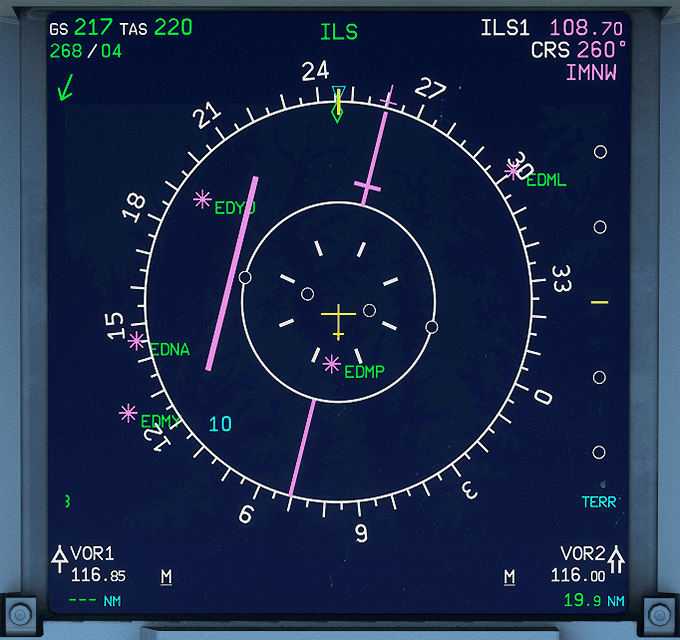 GS 217 TAS 220
268 / 04
ILS
ILS1 108.70
CRS 260°
IMNW
24
27
21
30
EDML
18
EDYU
33
15
EDNA
EDMP
0
EDMY
12
10
3
9
6
TERR
VOR1
116.85
M
--- NM
VOR2
116.00
M
19.9 NM